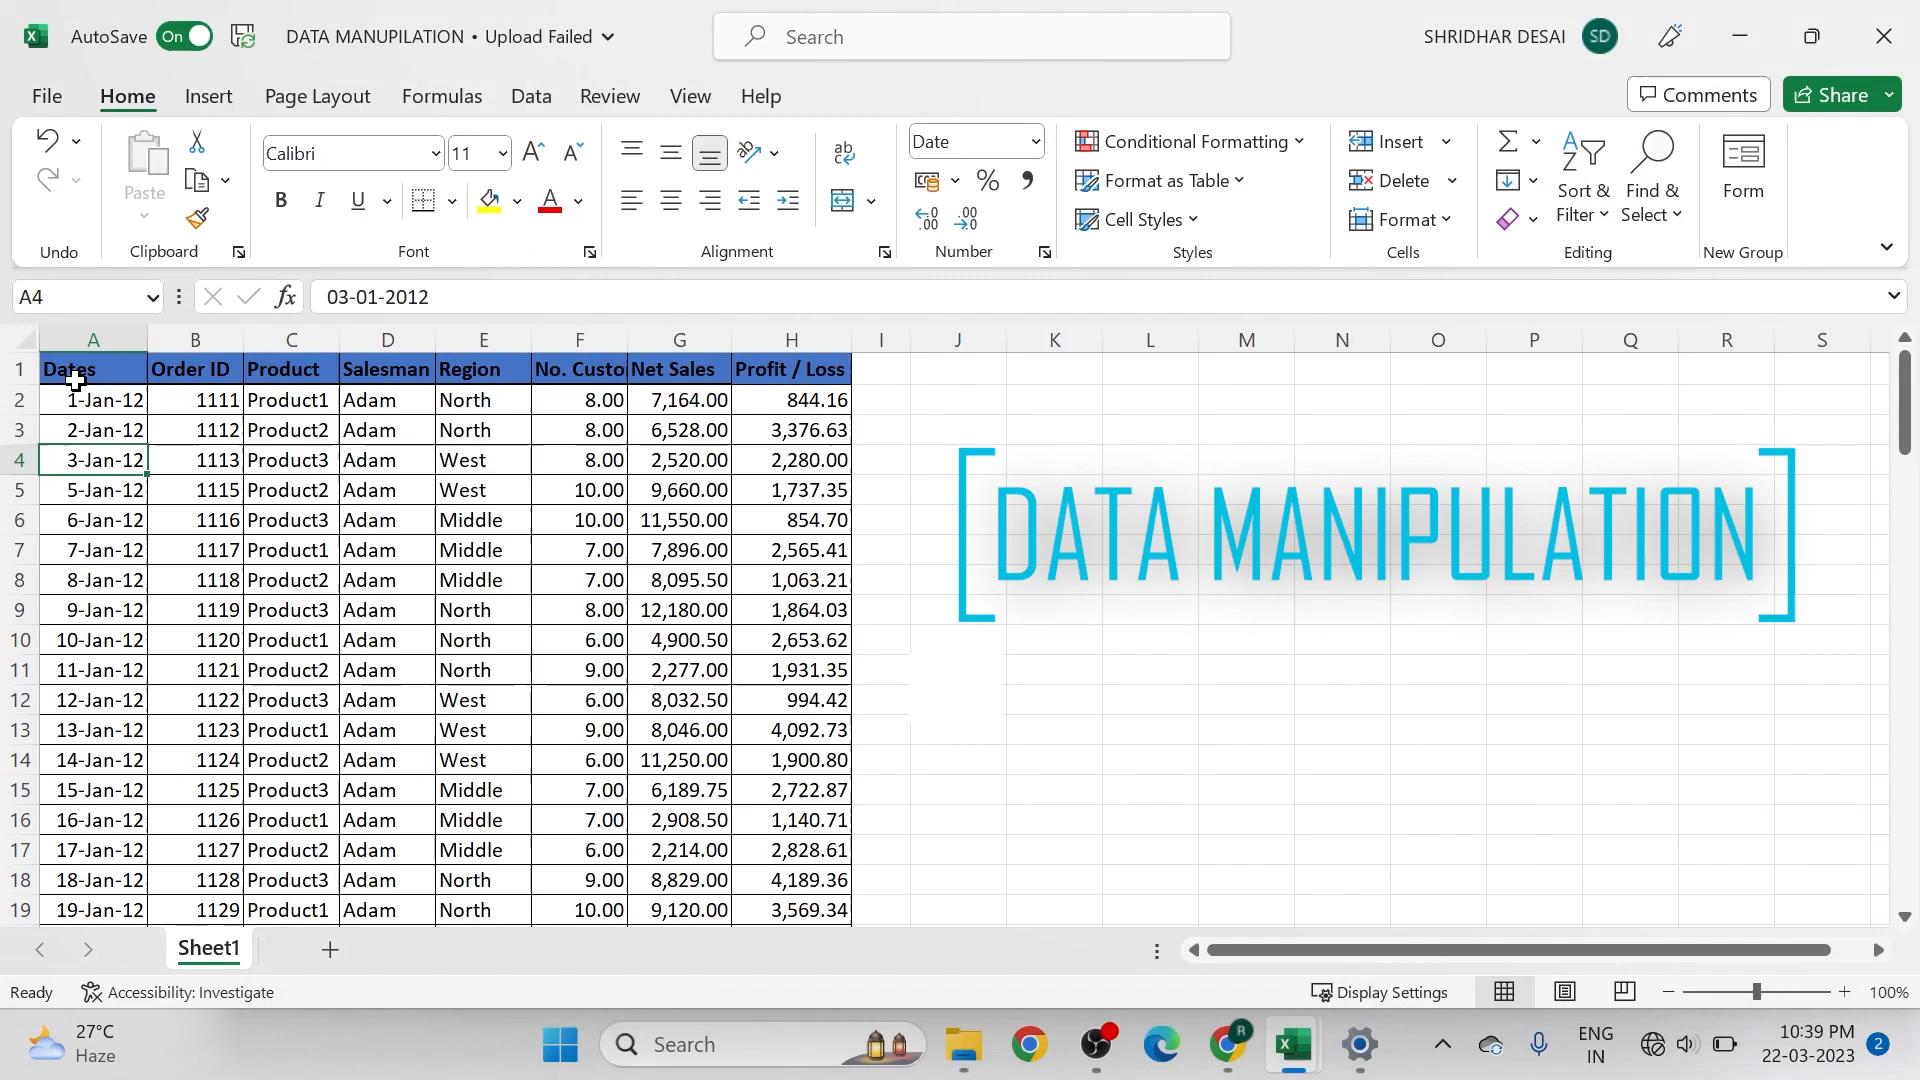 AutoSave On DATA MANUPILATION • Upload Failed Search SHRIDHAR DESAI SD
File Home Insert Page Layout Formulas Data Review View Help Comments Share
Paste Calibri 11 B I U ab Date % Conditional Formatting Format as Table Cell Styles Insert Delete Format Sort & Filter Find & Select Form
Undo Clipboard Font Alignment Number Styles Cells Editing New Group
A4 fx 03-01-2012
A B C D E F G H I J K L M N O P Q R S
1 Dates Order ID Product Salesman Region No. Custo Net Sales Profit / Loss
2 1-Jan-12 1111 Product1 Adam North 8.00 7,164.00 844.16
3 2-Jan-12 1112 Product2 Adam North 8.00 6,528.00 3,376.63
4 3-Jan-12 1113 Product3 Adam West 8.00 2,520.00 2,280.00
5 5-Jan-12 1115 Product2 Adam West 10.00 9,660.00 1,737.35
6 6-Jan-12 1116 Product3 Adam Middle 10.00 11,550.00 854.70
7 7-Jan-12 1117 Product1 Adam Middle 7.00 7,896.00 2,565.41
8 8-Jan-12 1118 Product2 Adam Middle 7.00 8,095.50 1,063.21
9 9-Jan-12 1119 Product3 Adam North 8.00 12,180.00 1,864.03
10 10-Jan-12 1120 Product1 Adam North 6.00 4,900.50 2,653.62
11 11-Jan-12 1121 Product2 Adam North 9.00 2,277.00 1,931.35
12 12-Jan-12 1122 Product3 Adam West 6.00 8,032.50 994.42
13 13-Jan-12 1123 Product1 Adam West 9.00 8,046.00 4,092.73
14 14-Jan-12 1124 Product2 Adam West 6.00 11,250.00 1,900.80
15 15-Jan-12 1125 Product3 Adam Middle 7.00 6,189.75 2,722.87
16 16-Jan-12 1126 Product1 Adam Middle 7.00 2,908.50 1,140.71
17 17-Jan-12 1127 Product2 Adam Middle 6.00 2,214.00 2,828.61
18 18-Jan-12 1128 Product3 Adam North 9.00 8,829.00 4,189.36
19 19-Jan-12 1129 Product1 Adam North 10.00 9,120.00 3,569.34
[DATA MANIPULATION]
Sheet1
Ready Accessibility: Investigate Display Settings 100%
27°C
Haze
Search
ENG
IN
10:39 PM
22-03-2023
2